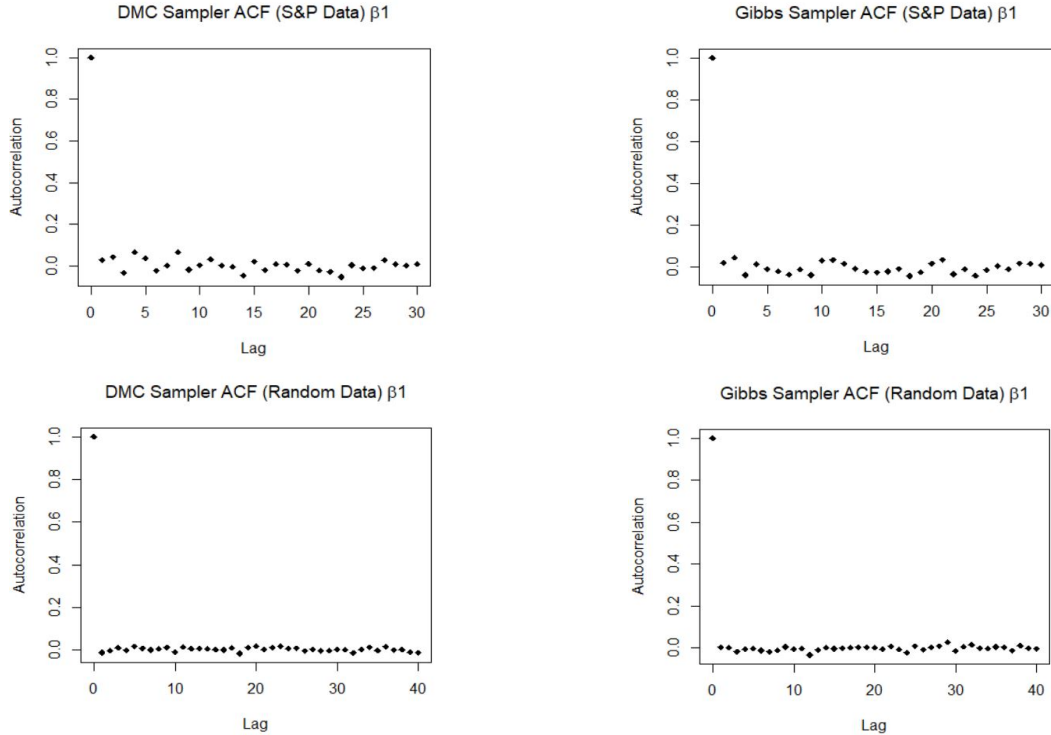 DMC Sampler ACF (S&P Data) β1
Autocorrelation
1.0
0.8
0.6
0.4
0.2
0.0
0 5 10 15 20 25 30
Lag
Gibbs Sampler ACF (S&P Data) β1
Autocorrelation
1.0
0.8
0.6
0.4
0.2
0.0
0 5 10 15 20 25 30
Lag
DMC Sampler ACF (Random Data) β1
Autocorrelation
1.0
0.8
0.6
0.4
0.2
0.0
0 10 20 30 40
Lag
Gibbs Sampler ACF (Random Data) β1
Autocorrelation
1.0
0.8
0.6
0.4
0.2
0.0
0 10 20 30 40
Lag